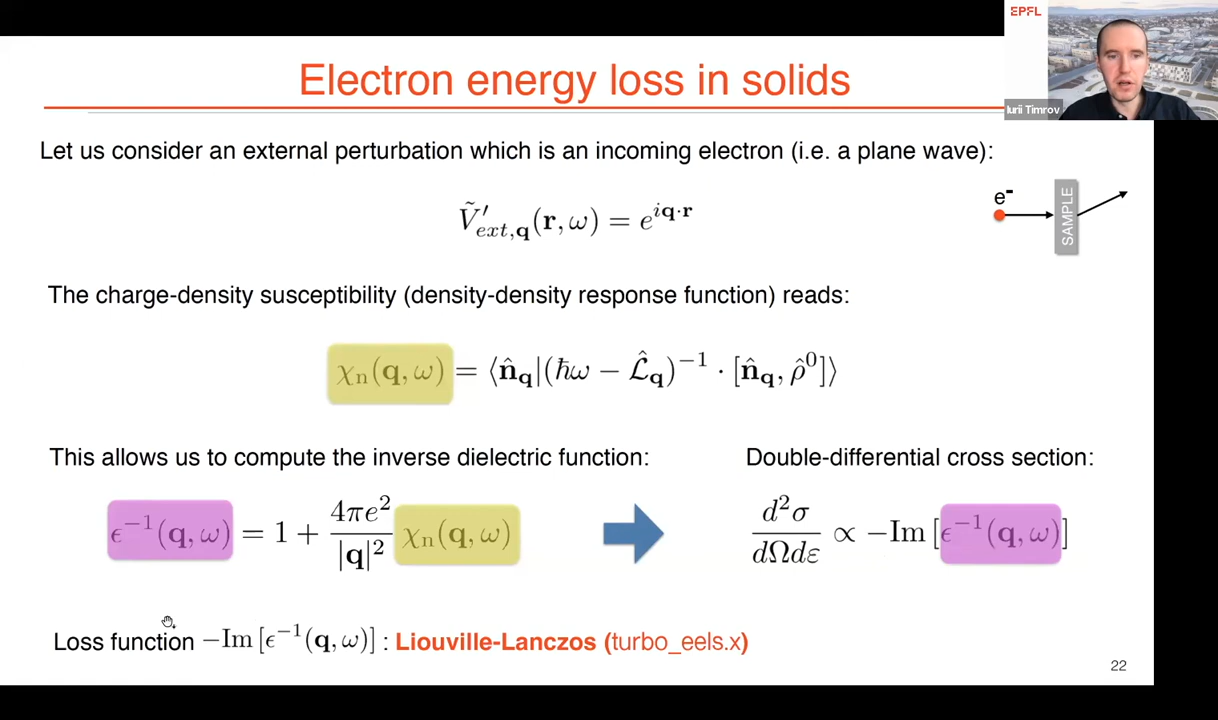 EPFL
Iurii Timrov
Electron energy loss in solids
Let us consider an external perturbation which is an incoming electron (i.e. a plane wave):
Ṽ′ext,q(r, ω) = e^{iq·r}
e-
SAMPLE
The charge-density susceptibility (density-density response function) reads:
χn(q, ω) = ⟨n̂q|(ħω − L̂q)^{−1} · [n̂q, ρ̂^0]⟩
This allows us to compute the inverse dielectric function:
ϵ^{−1}(q, ω) = 1 + 4πe^2/|q|^2 χn(q, ω)
Double-differential cross section:
d^2σ/dΩdε ∝ −Im [ϵ^{−1}(q, ω)]
Loss function −Im [ϵ^{−1}(q, ω)] : Liouville-Lanczos (turbo_eels.x)
22